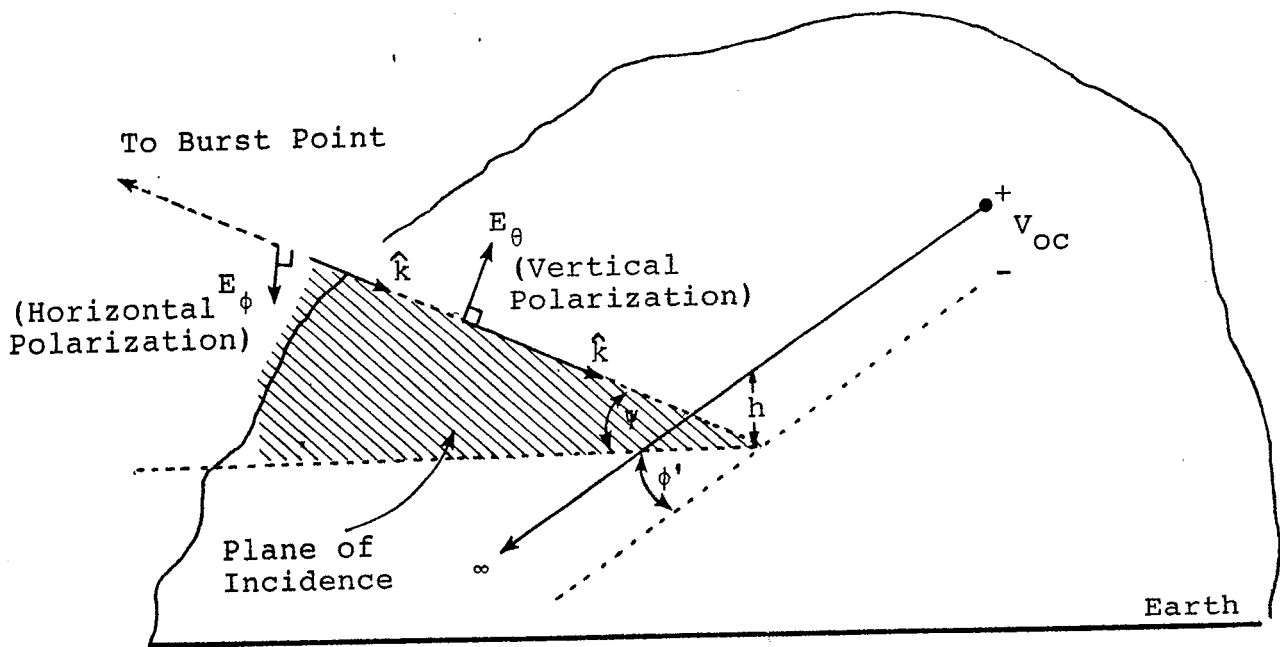 To Burst Point
+
V_OC
-
E_θ
(Vertical
Polarization)
k̂
E_ϕ
(Horizontal
Polarization)
k̂
h
Ψ
ϕ'
Plane of
Incidence
∞
Earth